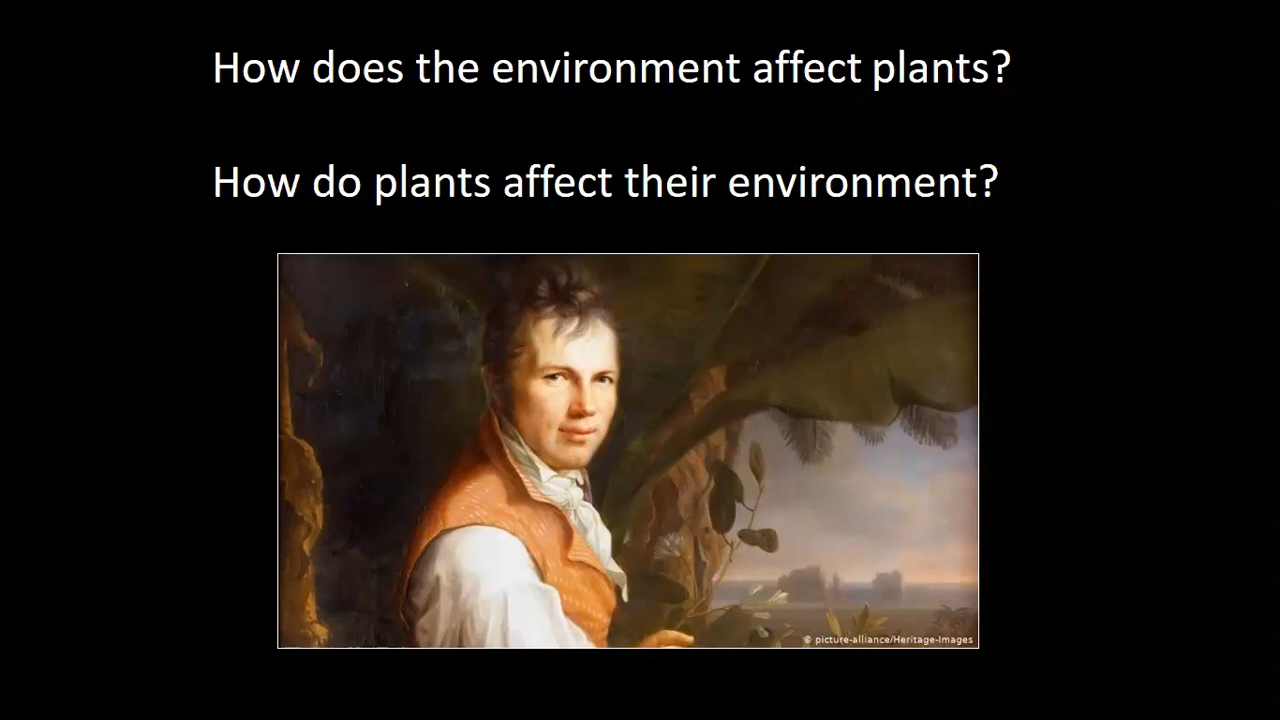 How does the environment affect plants?
How do plants affect their environment?
© picture-alliance/Heritage-Images